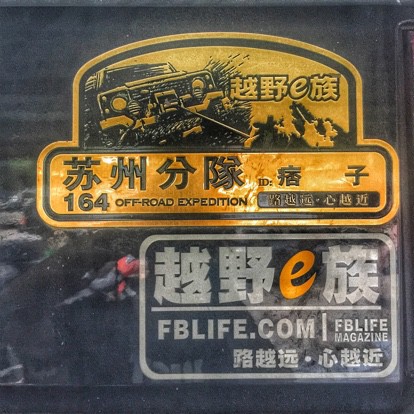 越野e族
苏州分隊 ID: 痞 子
164 OFF-ROAD EXPEDITION 路越远·心越近
越野e族
FBLIFE.COM | FBLIFE MAGAZINE
路越远·心越近